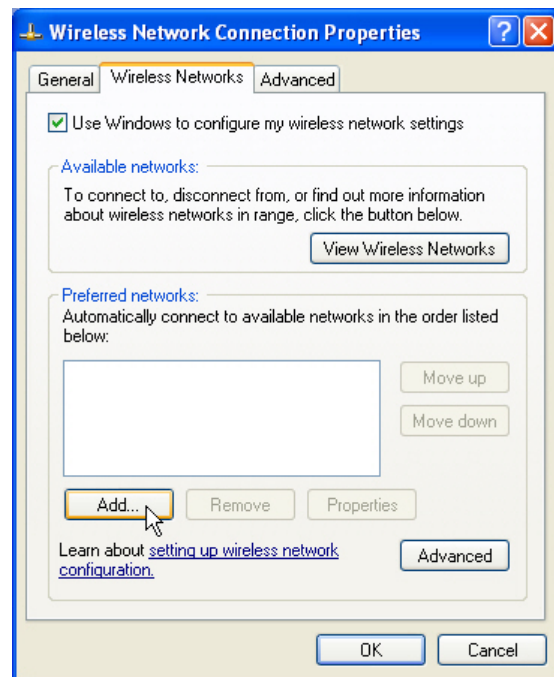 Wireless Network Connection Properties
?
General
Wireless Networks
Advanced
Use Windows to configure my wireless network settings
Available networks:
To connect to, disconnect from, or find out more information
about wireless networks in range, click the button below.
View Wireless Networks
Preferred networks:
Automatically connect to available networks in the order listed
below:
Move up
Move down
Add...
Remove
Properties
Learn about setting up wireless network
configuration.
Advanced
OK
Cancel